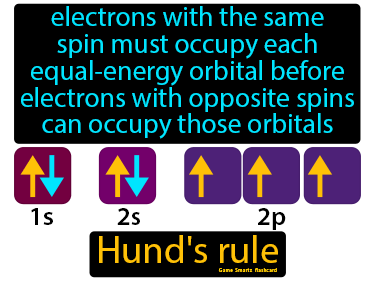 electrons with the same
spin must occupy each
equal-energy orbital before
electrons with opposite spins
can occupy those orbitals
1s 2s 2p
Hund's rule
Game Smartz flashcard